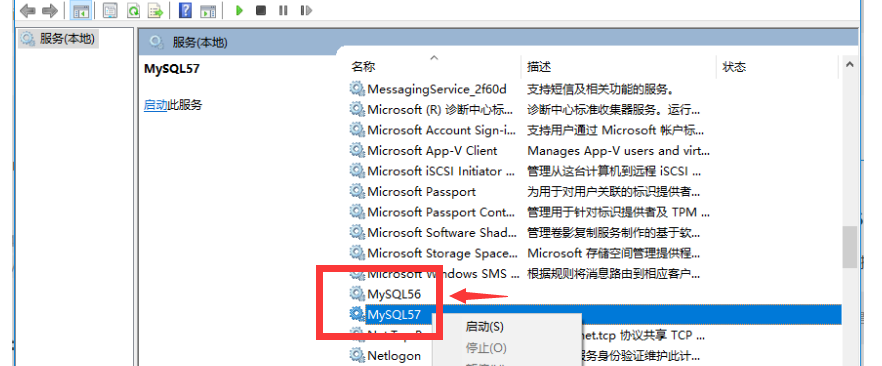 服务(本地)
服务(本地)
MySQL57
启动此服务
名称 描述 状态
MessagingService_2f60d 支持短信及相关功能的服务。
Microsoft (R) 诊断中心标... 诊断中心标准收集器服务。运行...
Microsoft Account Sign-i... 支持用户通过 Microsoft 帐户标...
Microsoft App-V Client Manages App-V users and virt...
Microsoft iSCSI Initiator ... 管理从这台计算机到远程 iSCSI ...
Microsoft Passport 为用于对用户关联的标识提供者...
Microsoft Passport Cont... 管理用于针对标识提供者及 TPM ...
Microsoft Software Shad... 管理卷影复制服务制作的基于软...
Microsoft Storage Space... Microsoft 存储空间管理提供程...
Microsoft Windows SMS ... 根据规则将消息路由到相应客户...
MySQL56
MySQL57
启动(S)
et.tcp 协议共享 TCP ...
停止(O)
Netlogon 服务身份验证维护此计...